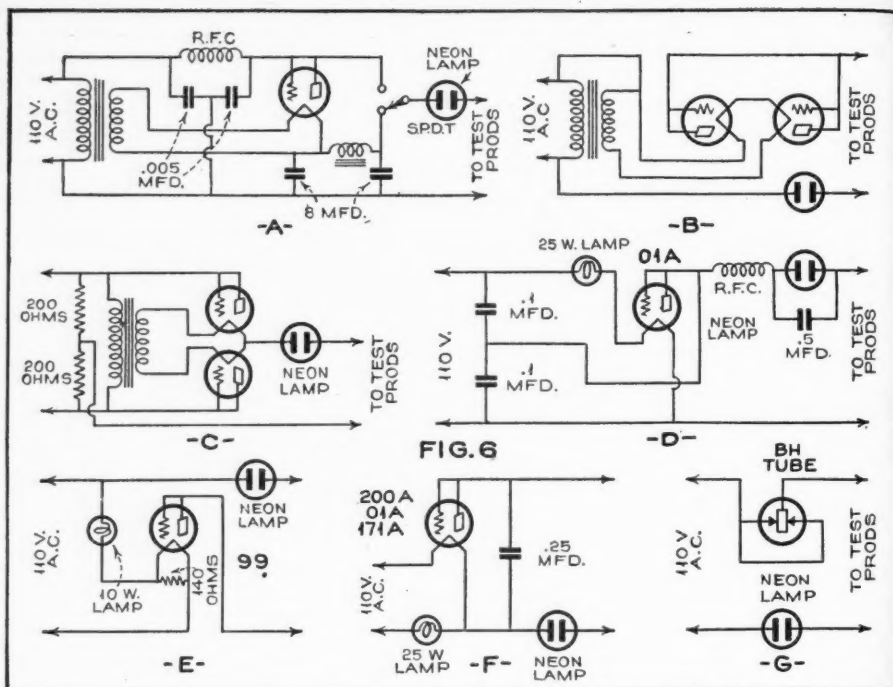 R.F.C
110 V.
A.C.
.005
MFD.
8 MFD.
NEON
LAMP
S.P.D.T
TO TEST
PRODS
-A-
110 V.
A.C
TO TEST
PRODS
-B-
200
OHMS
200
OHMS
NEON
LAMP
TO TEST
PRODS
-C-
25 W. LAMP
01A
110 V.
.1
MFD.
.1
MFD.
R.F.C.
NEON
LAMP
.5
MFD.
TO TEST
PRODS
-D-
FIG. 6
110 V.
A.C.
10 W.
LAMP
140
OHMS
99.
NEON
LAMP
-E-
200A
01A
171A
110 V.
A.C.
25 W
LAMP
.25
MFD.
NEON
LAMP
-F-
BH
TUBE
110 V.
A.C.
NEON
LAMP
TO TEST
PRODS
-G-